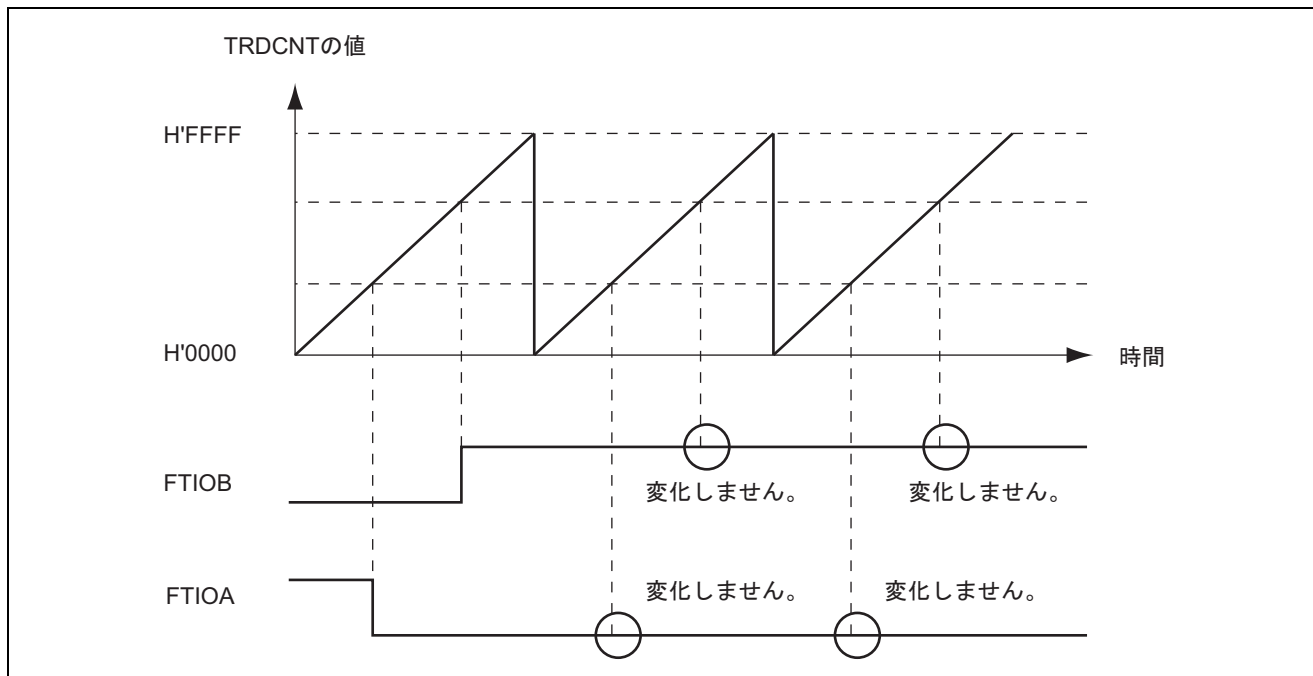 TRDCNTの値
H'FFFF
H'0000
時間
FTIOB
変化しません。
変化しません。
FTIOA
変化しません。
変化しません。